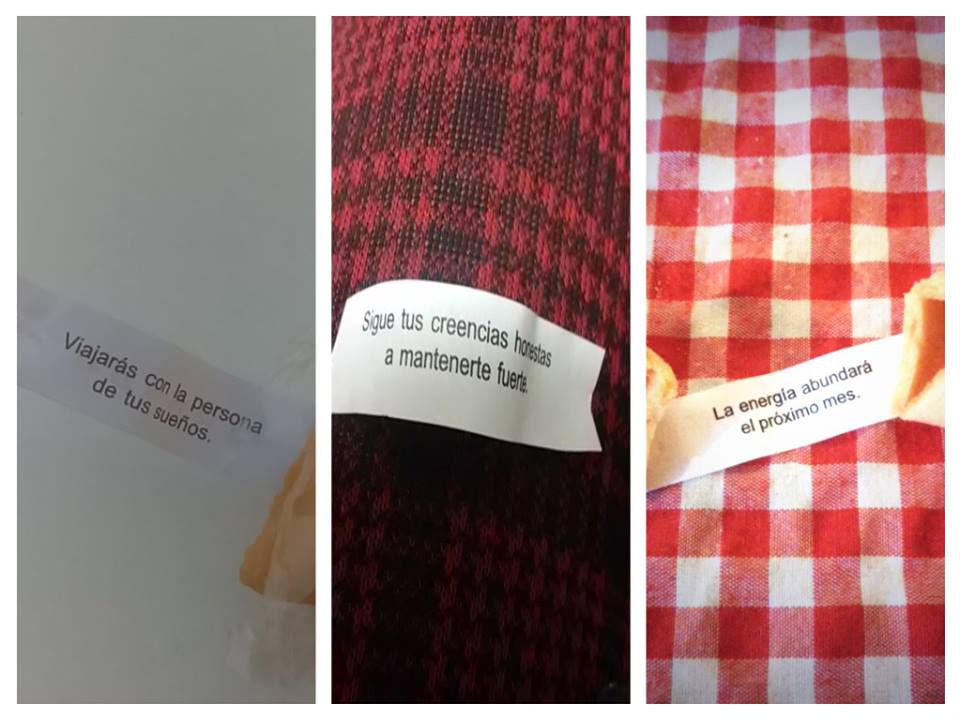 Viajarás con la persona
de tus sueños.
Sigue tus creencias honestas
a mantenerte fuerte.
La energía abundará
el próximo mes.